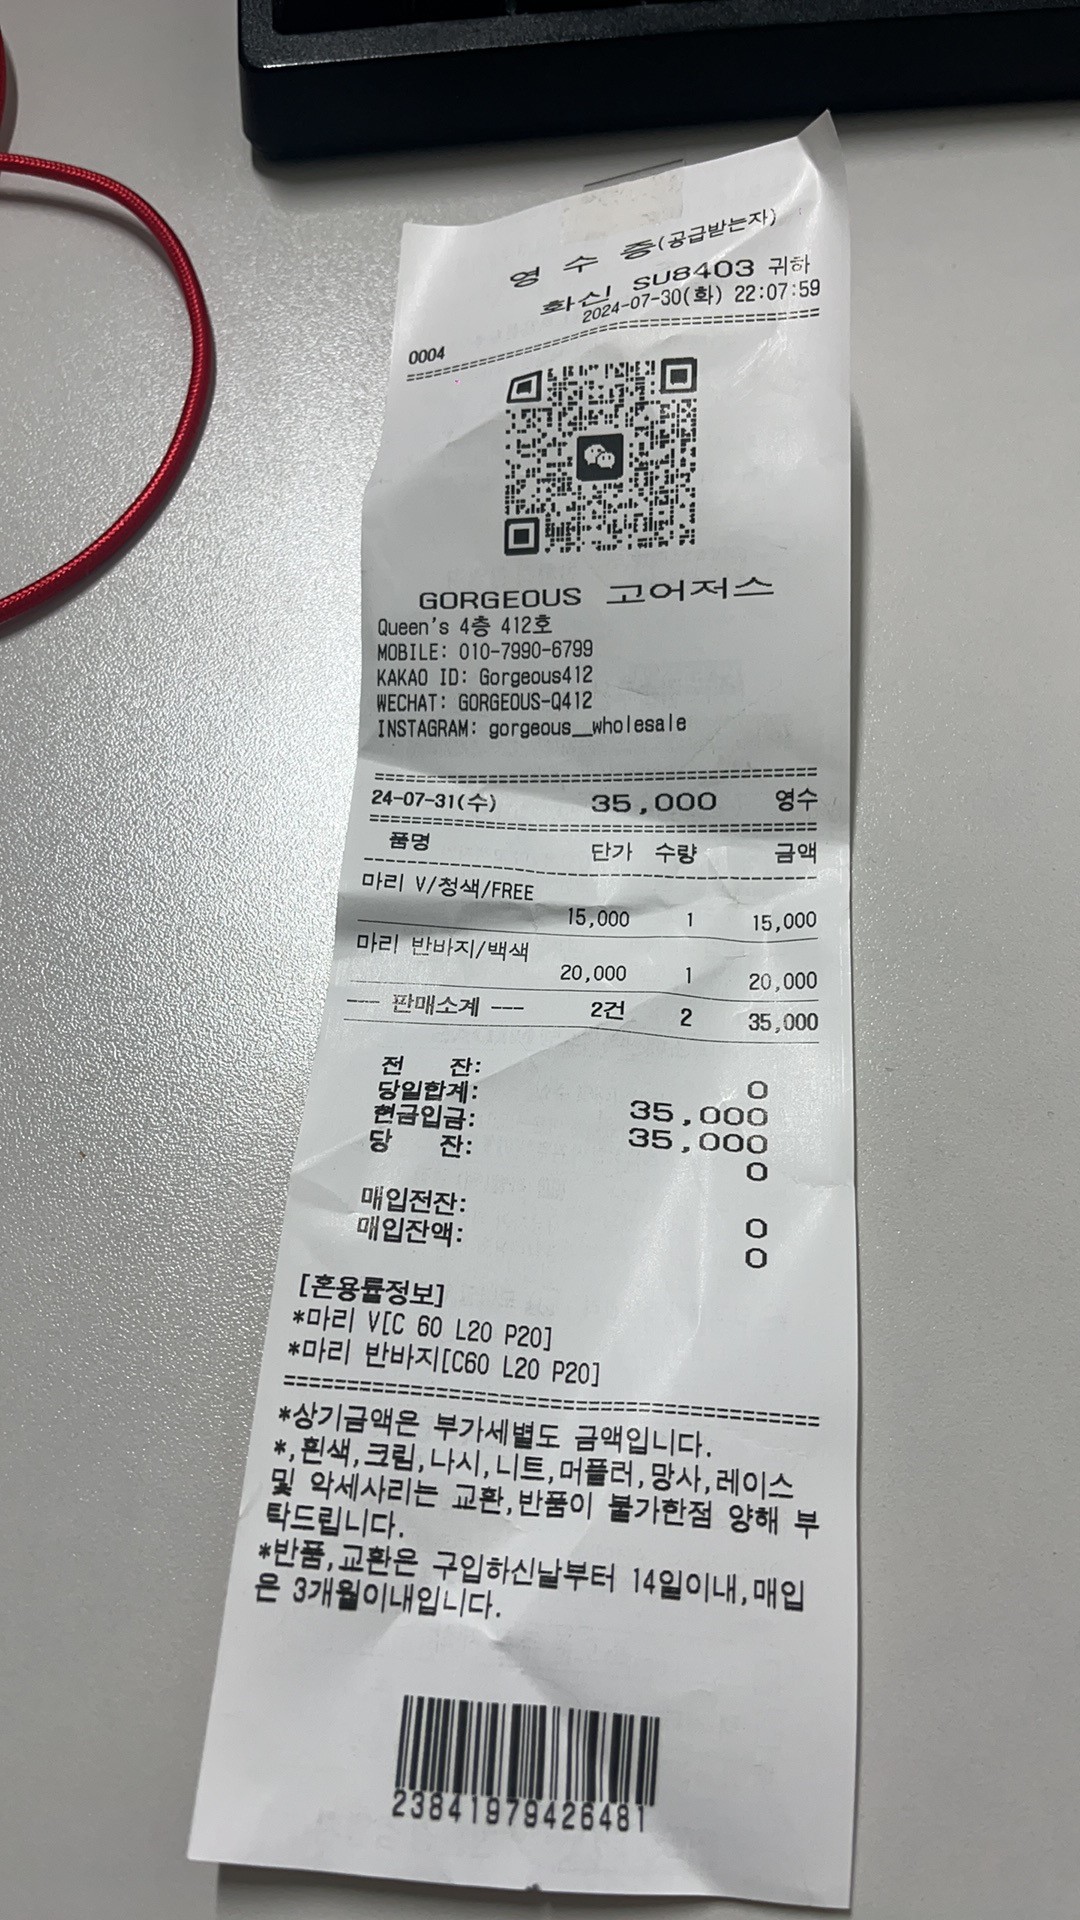 영 수 증(공급받는자)
화신 SU8403 귀하
2024-07-30(화) 22:07:59
0004
GORGEOUS 고어저스
Queen's 4층 412호
MOBILE: 010-7990-6799
KAKAO ID: Gorgeous412
WECHAT: GORGEOUS-Q412
INSTAGRAM: gorgeous__wholesale
24-07-31(수) 35,000 영수
품명 단가 수량 금액
마리 V/청색/FREE
15,000 1 15,000
마리 반바지/백색
20,000 1 20,000
--- 판매소계 --- 2건 2 35,000
전 잔: 0
당일합계: 35,000
현금입금: 35,000
당 잔: 0
매입전잔: 0
매입잔액: 0
[혼용률정보]
*마리 V[C 60 L20 P20]
*마리 반바지[C60 L20 P20]
*상기금액은 부가세별도 금액입니다.
*,흰색,크림,나시,니트,머플러,망사,레이스
및 악세사리는 교환,반품이 불가한점 양해 부
탁드립니다.
*반품,교환은 구입하신날부터 14일이내,매입
은 3개월이내입니다.
23841979426481